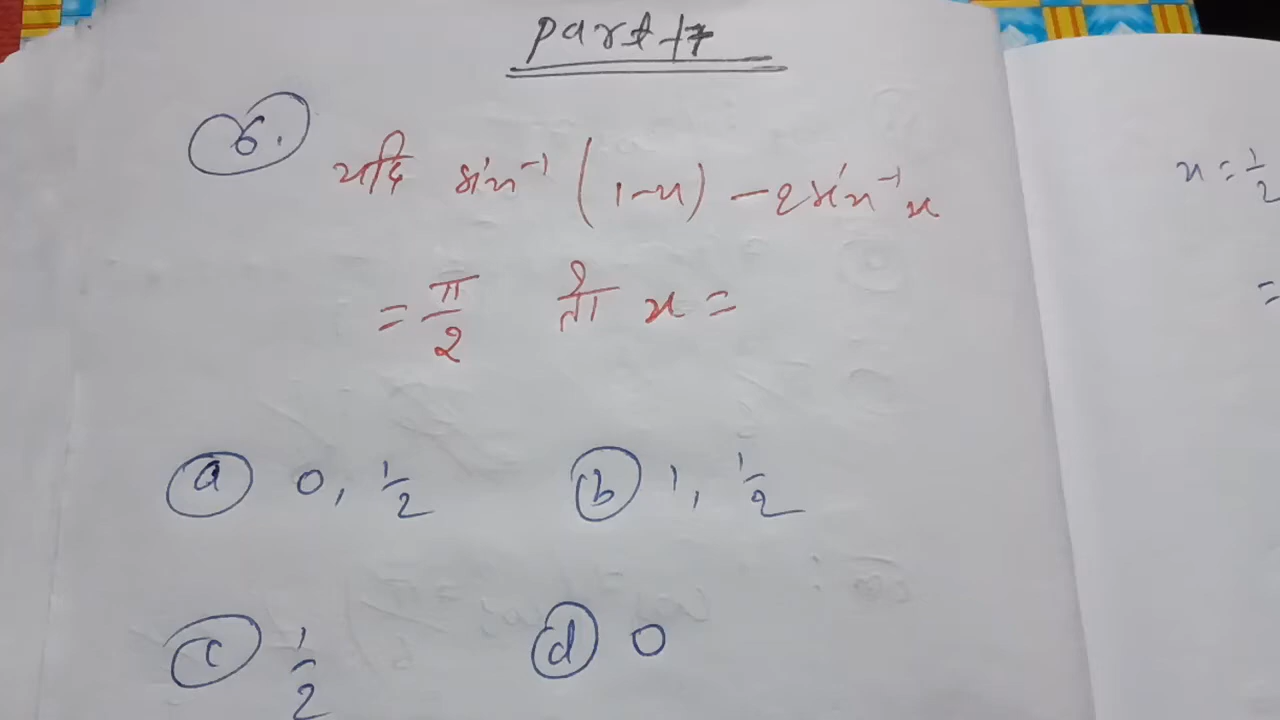 part-17
6.
यदि sin⁻¹ (1-x) - 2sin⁻¹x
= π/2 हो तो x =
(a) 0, 1/2
(b) 1, 1/2
(c) 1/2
(d) 0
x = 1/2
=